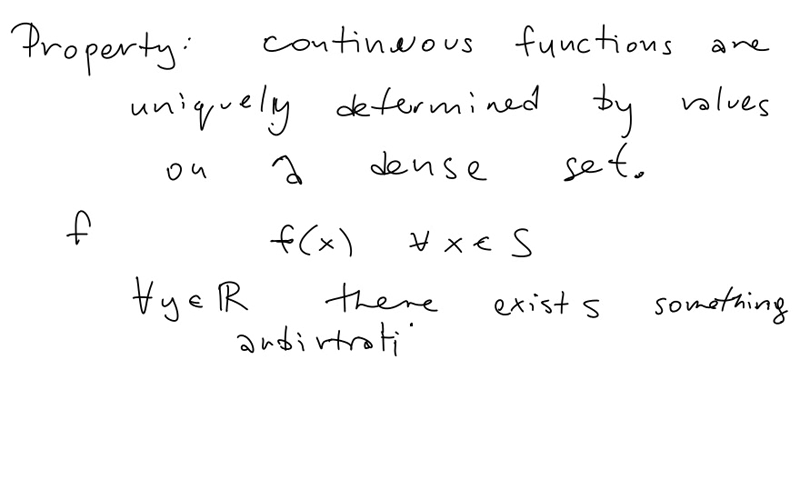 Property: continuous functions are
uniquely determined by values
on a dense set.
f f(x) ∀ x ∈ S
∀y ∈ ℝ there exists something